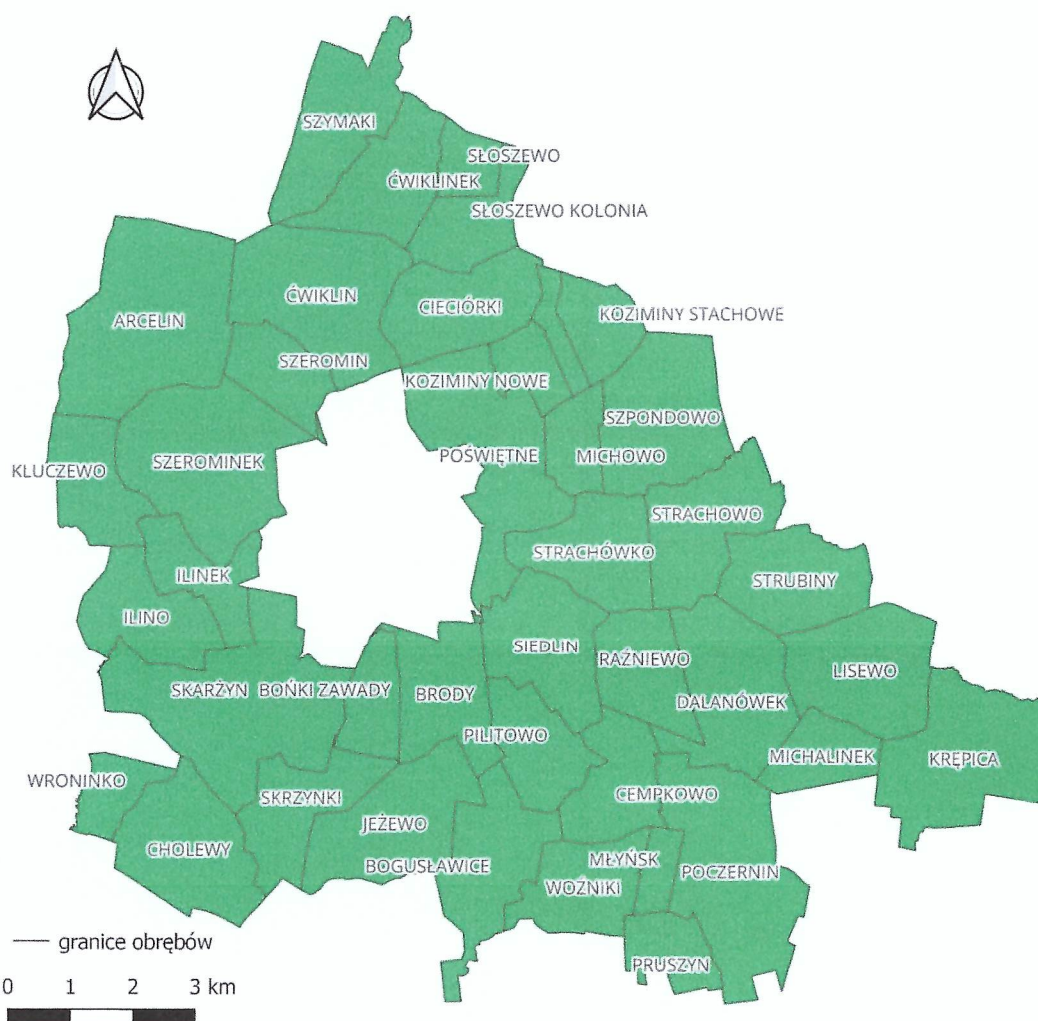 SZYMAKI
SŁOSZEWO
ĆWIKLINEK
SŁOSZEWO KOLONIA
ĆWIKLIN
CIECIÓRKI
KOZIMINY STACHOWE
ARCELIN
SZEROMIN
KOZIMINY NOWE
SZPONDOWO
POŚWIĘTNE
MICHOWO
SZEROMINEK
KLUCZEWO
STRACHOWO
STRACHÓWKO
ILINEK
STRUBINY
ILINO
SIEDLIN
RAŹNIEWO
LISEWO
SKARŻYN
BOŃKI ZAWADY
BRODY
DALANÓWEK
PILITOWO
MICHALINEK
KRĘPICA
WRONINKO
SKRZYNKI
CEMPKOWO
JEŻEWO
CHOLEWY
BOGUSŁAWICE
MŁYŃSK
POCZERNIN
WOŹNIKI
PRUSZYN
granice obrębów
0 1 2 3 km